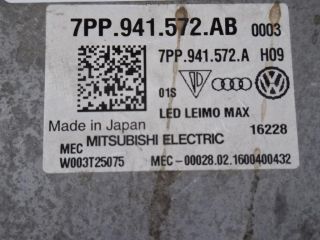 7PP.941.572.AB 0003
7PP.941.572.A H09
01S
LED LEIMO MAX
Made in Japan 16228
MEC MITSUBISHI ELECTRIC
W003T25075 MEC-00028.02.1600400432